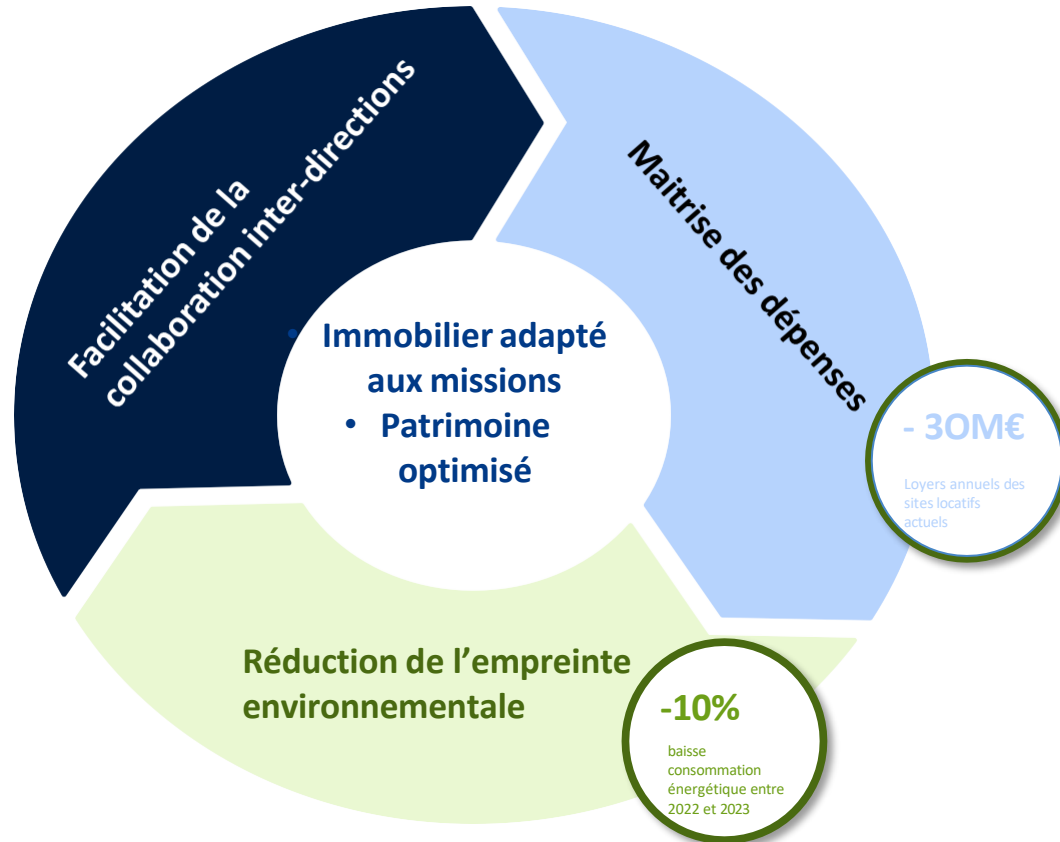 Facilitation de la
collaboration inter-directions
Maitrise des dépenses
• Immobilier adapté
aux missions
• Patrimoine
optimisé
- 3OM€
Loyers annuels des
sites locatifs
actuels
Réduction de l’empreinte
environnementale
-10%
baisse
consommation
énergétique entre
2022 et 2023